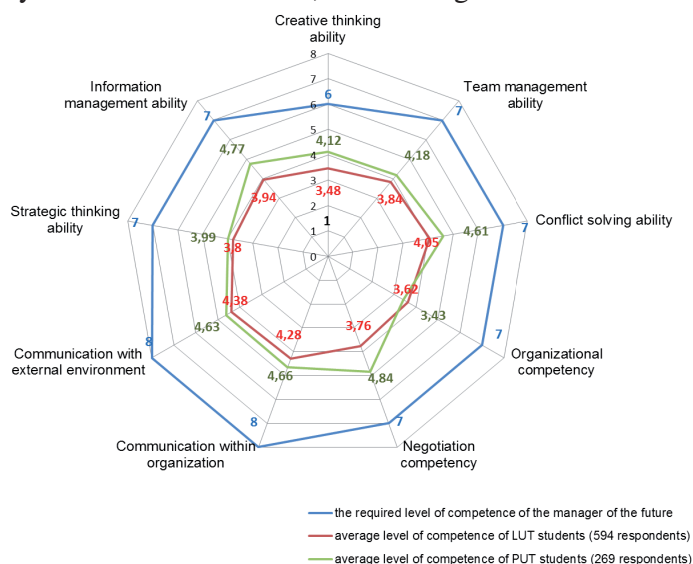 Creative thinking
ability
8
7
6
6
5
4,12
4
3
3,48
2
1
1
0
Team management
ability
7
4,18
3,84
Conflict solving ability
7
4,61
4,05
Organizational
competency
7
3,62
3,43
Negotiation
competency
7
3,76
4,84
Communication within
organization
8
4,28
4,66
Communication with
external environment
8
4,38
4,63
Strategic thinking
ability
7
3,99
3,8
Information
management ability
7
4,77
3,94
the required level of competence of the manager of the future
average level of competence of LUT students (594 respondents)
average level of competence of PUT students (269 respondents)